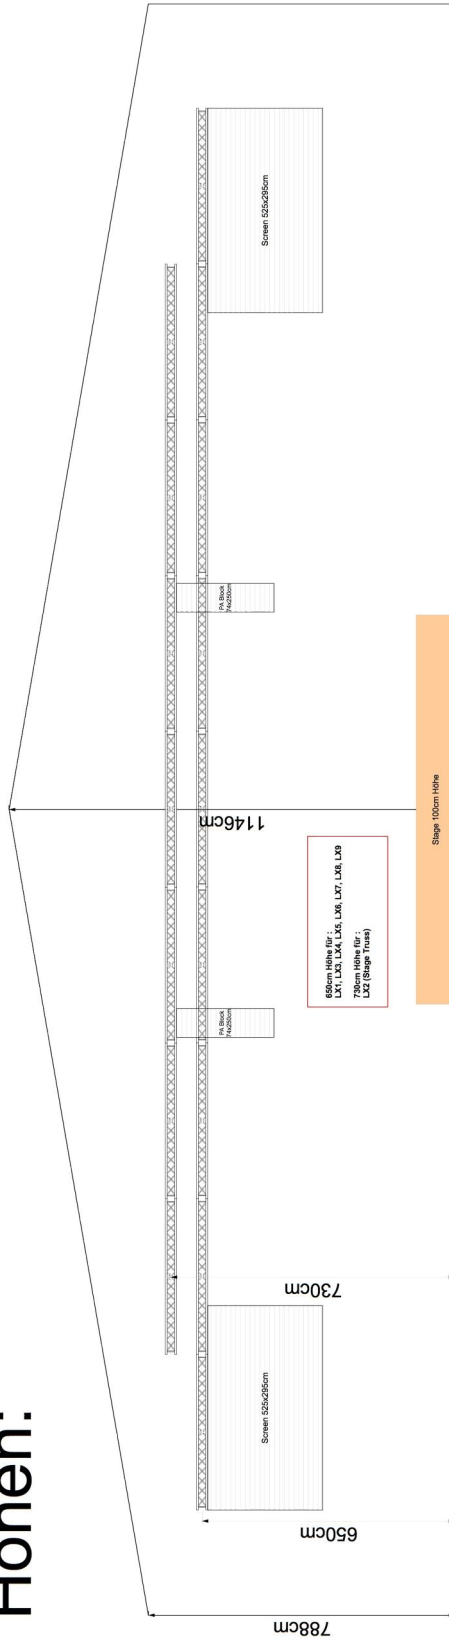 Höhen:
1146cm
788cm
650cm
730cm
Screen 525x295cm
PA Block
74x250cm
PA Block
74x250cm
Screen 525x295cm
650cm Höhe für :
LX1, LX3, LX4, LX5, LX6, LX7, LX8, LX9
730cm Höhe für :
LX2 (Stage Truss)
Stage 100cm Höhe